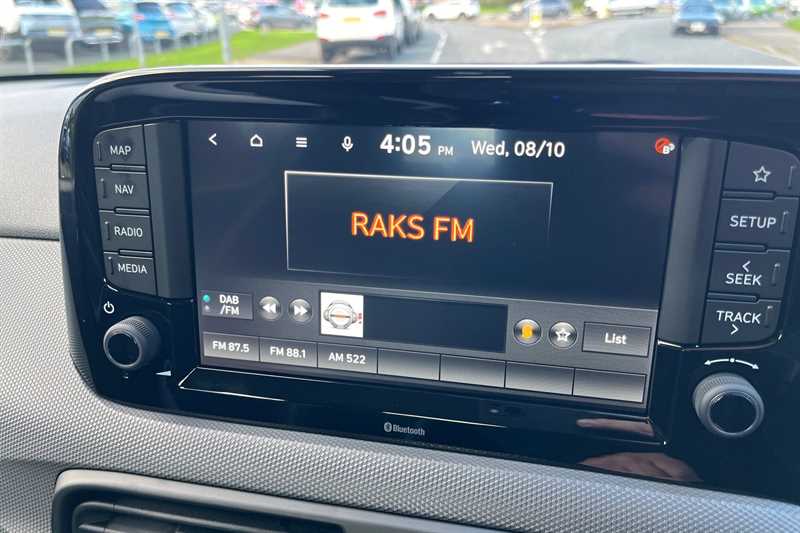 4:05 PM Wed, 08/10
MAP
NAV
RADIO
MEDIA
RAKS FM
SETUP
< SEEK
TRACK >
DAB
/FM
List
FM 87.5 FM 88.1 AM 522
Bluetooth